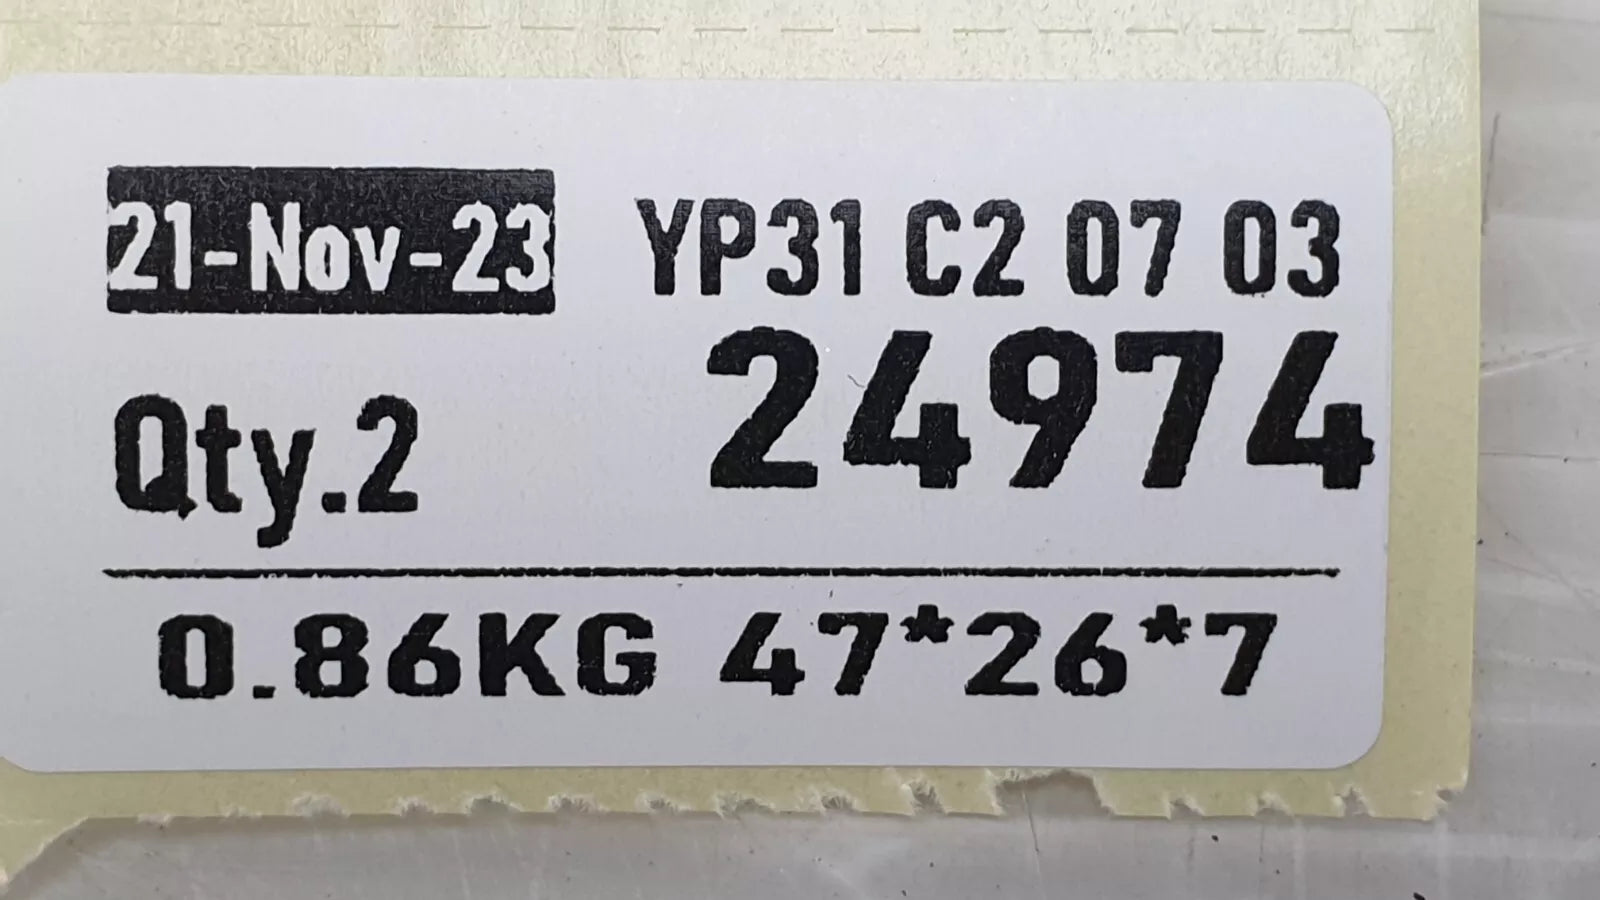 21-Nov-23 YP31 C2 07 03
24974
Qty.2
0.86KG 47*26*7